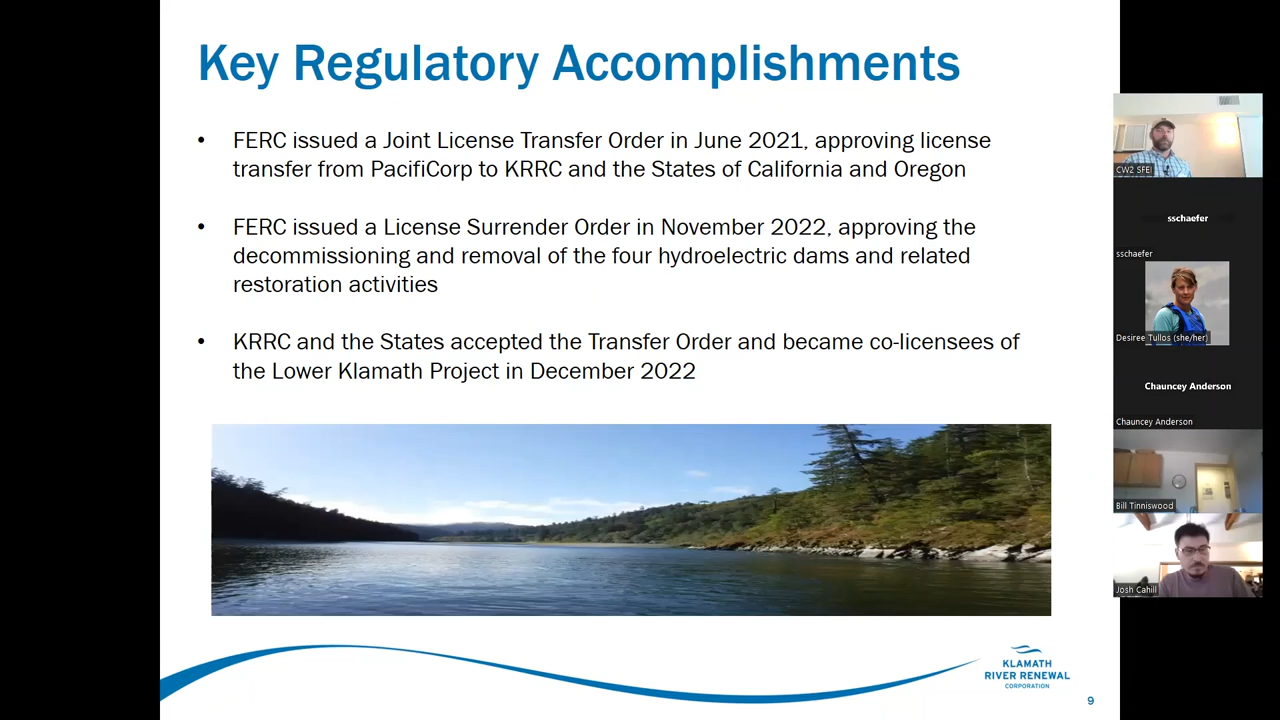 Key Regulatory Accomplishments
• FERC issued a Joint License Transfer Order in June 2021, approving license
transfer from PacifiCorp to KRRC and the States of California and Oregon
• FERC issued a License Surrender Order in November 2022, approving the
decommissioning and removal of the four hydroelectric dams and related
restoration activities
• KRRC and the States accepted the Transfer Order and became co-licensees of
the Lower Klamath Project in December 2022
KLAMATH
RIVER RENEWAL
CORPORATION
9
CW2 SFEI
sschaefer
sschaefer
Desiree Tullos (she/her)
Chauncey Anderson
Chauncey Anderson
Bill Tinniswood
Josh Cahill